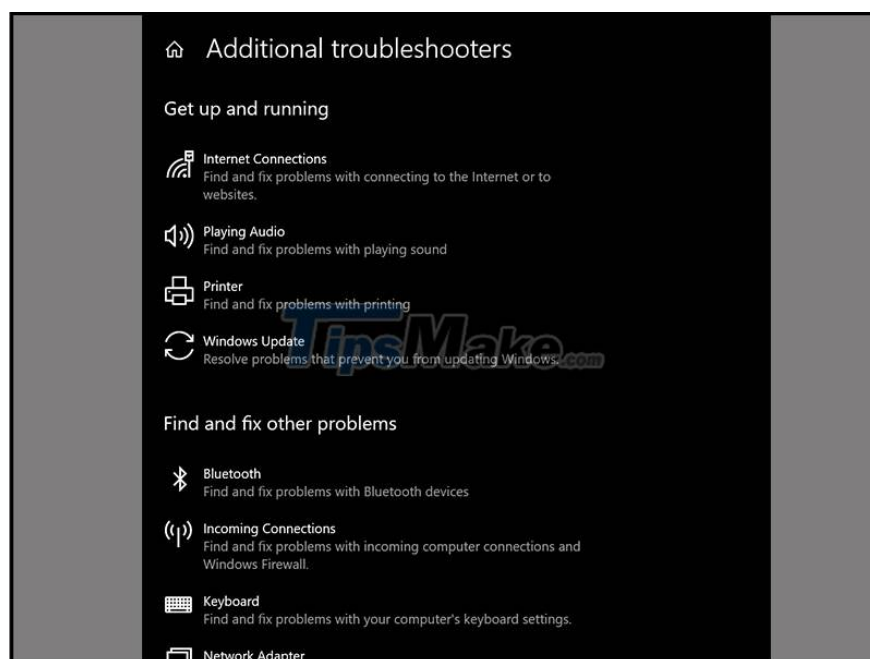 Additional troubleshooters
Get up and running
Internet Connections
Find and fix problems with connecting to the Internet or to
websites.
Playing Audio
Find and fix problems with playing sound
Printer
Find and fix problems with printing
TipsMake.com
Windows Update
Resolve problems that prevent you from updating Windows.
Find and fix other problems
Bluetooth
Find and fix problems with Bluetooth devices
Incoming Connections
Find and fix problems with incoming computer connections and
Windows Firewall.
Keyboard
Find and fix problems with your computer's keyboard settings.
Network Adapter